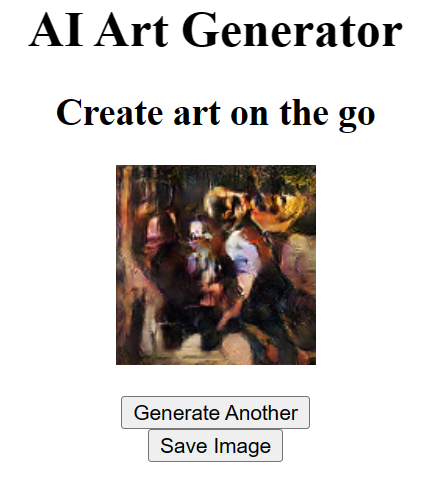 AI Art Generator
Create art on the go
Generate Another
Save Image